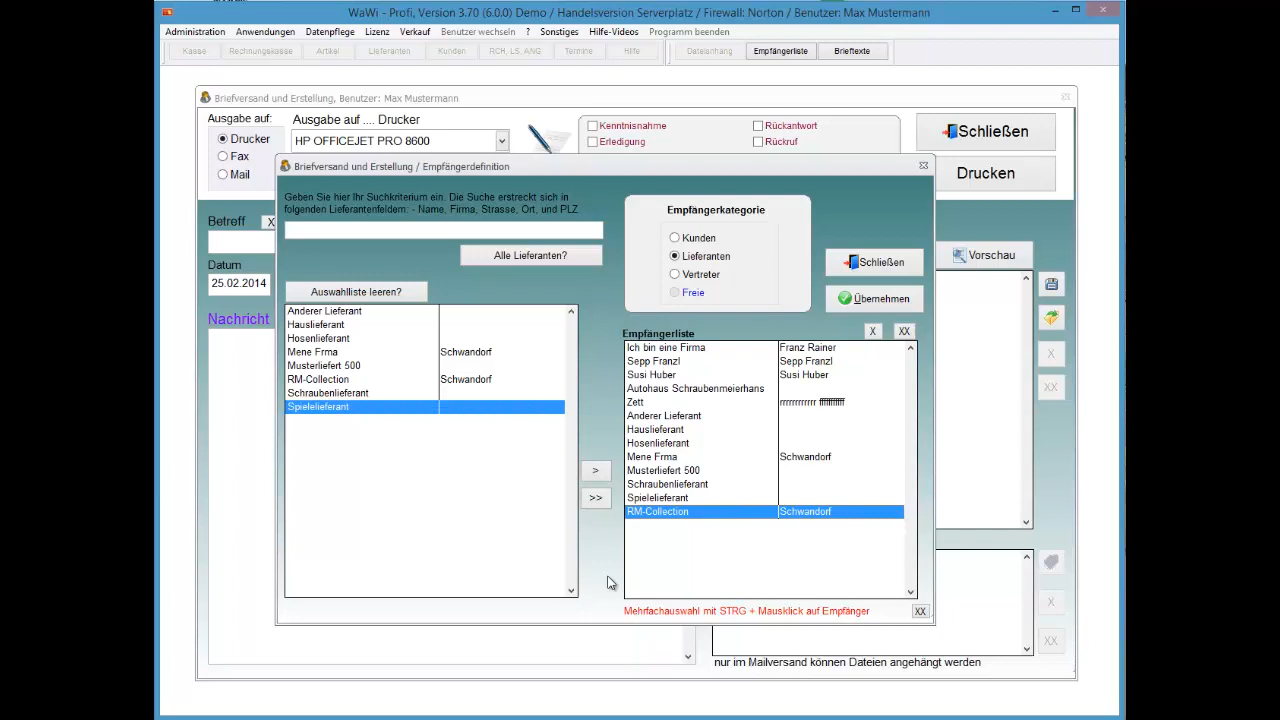 WaWi - Profi, Version 3.70 (6.0.0) Demo / Handelsversion Serverplatz / Firewall: Norton / Benutzer: Max Mustermann
Administration Anwendungen Datenpflege Lizenz Verkauf Benutzer wechseln ? Sonstiges Hilfe-Videos Programm beenden
Kasse Rechnungskasse Artikel Lieferanten Kunden RCH, LS, ANG Termine Hilfe Dateianhang Empfängerliste Brieftexte
Briefversand und Erstellung, Benutzer: Max Mustermann
Ausgabe auf: Ausgabe auf .... Drucker
Drucker
HP OFFICEJET PRO 8600
Fax
Mail
Kenntnisnahme Rückantwort
Erledigung Rückruf
Schließen
Drucken
Betreff X
Datum
25.02.2014
Nachricht
Vorschau
Briefversand und Erstellung / Empfängerdefinition
Geben Sie hier Ihr Suchkriterium ein. Die Suche erstreckt sich in
folgenden Lieferantenfeldern: - Name, Firma, Strasse, Ort, und PLZ
Alle Lieferanten?
Auswahlliste leeren?
Anderer Lieferant
Hauslieferant
Hosenlieferant
Mene Frma Schwandorf
Musterliefert 500
RM-Collection Schwandorf
Schraubenlieferant
Spielelieferant
>
>>
Empfängerkategorie
Kunden
Lieferanten
Vertreter
Freie
Schließen
Übernehmen
Empfängerliste X XX
Ich bin eine Firma Franz Rainer
Sepp Franzl Sepp Franzl
Susi Huber Susi Huber
Autohaus Schraubenmeierhans
Zett
Anderer Lieferant
Hauslieferant
Hosenlieferant
Mene Frma Schwandorf
Musterliefert 500
Schraubenlieferant
Spielelieferant
RM-Collection Schwandorf
Mehrfachauswahl mit STRG + Mausklick auf Empfänger XX
X
XX
X
XX
nur im Mailversand können Dateien angehängt werden